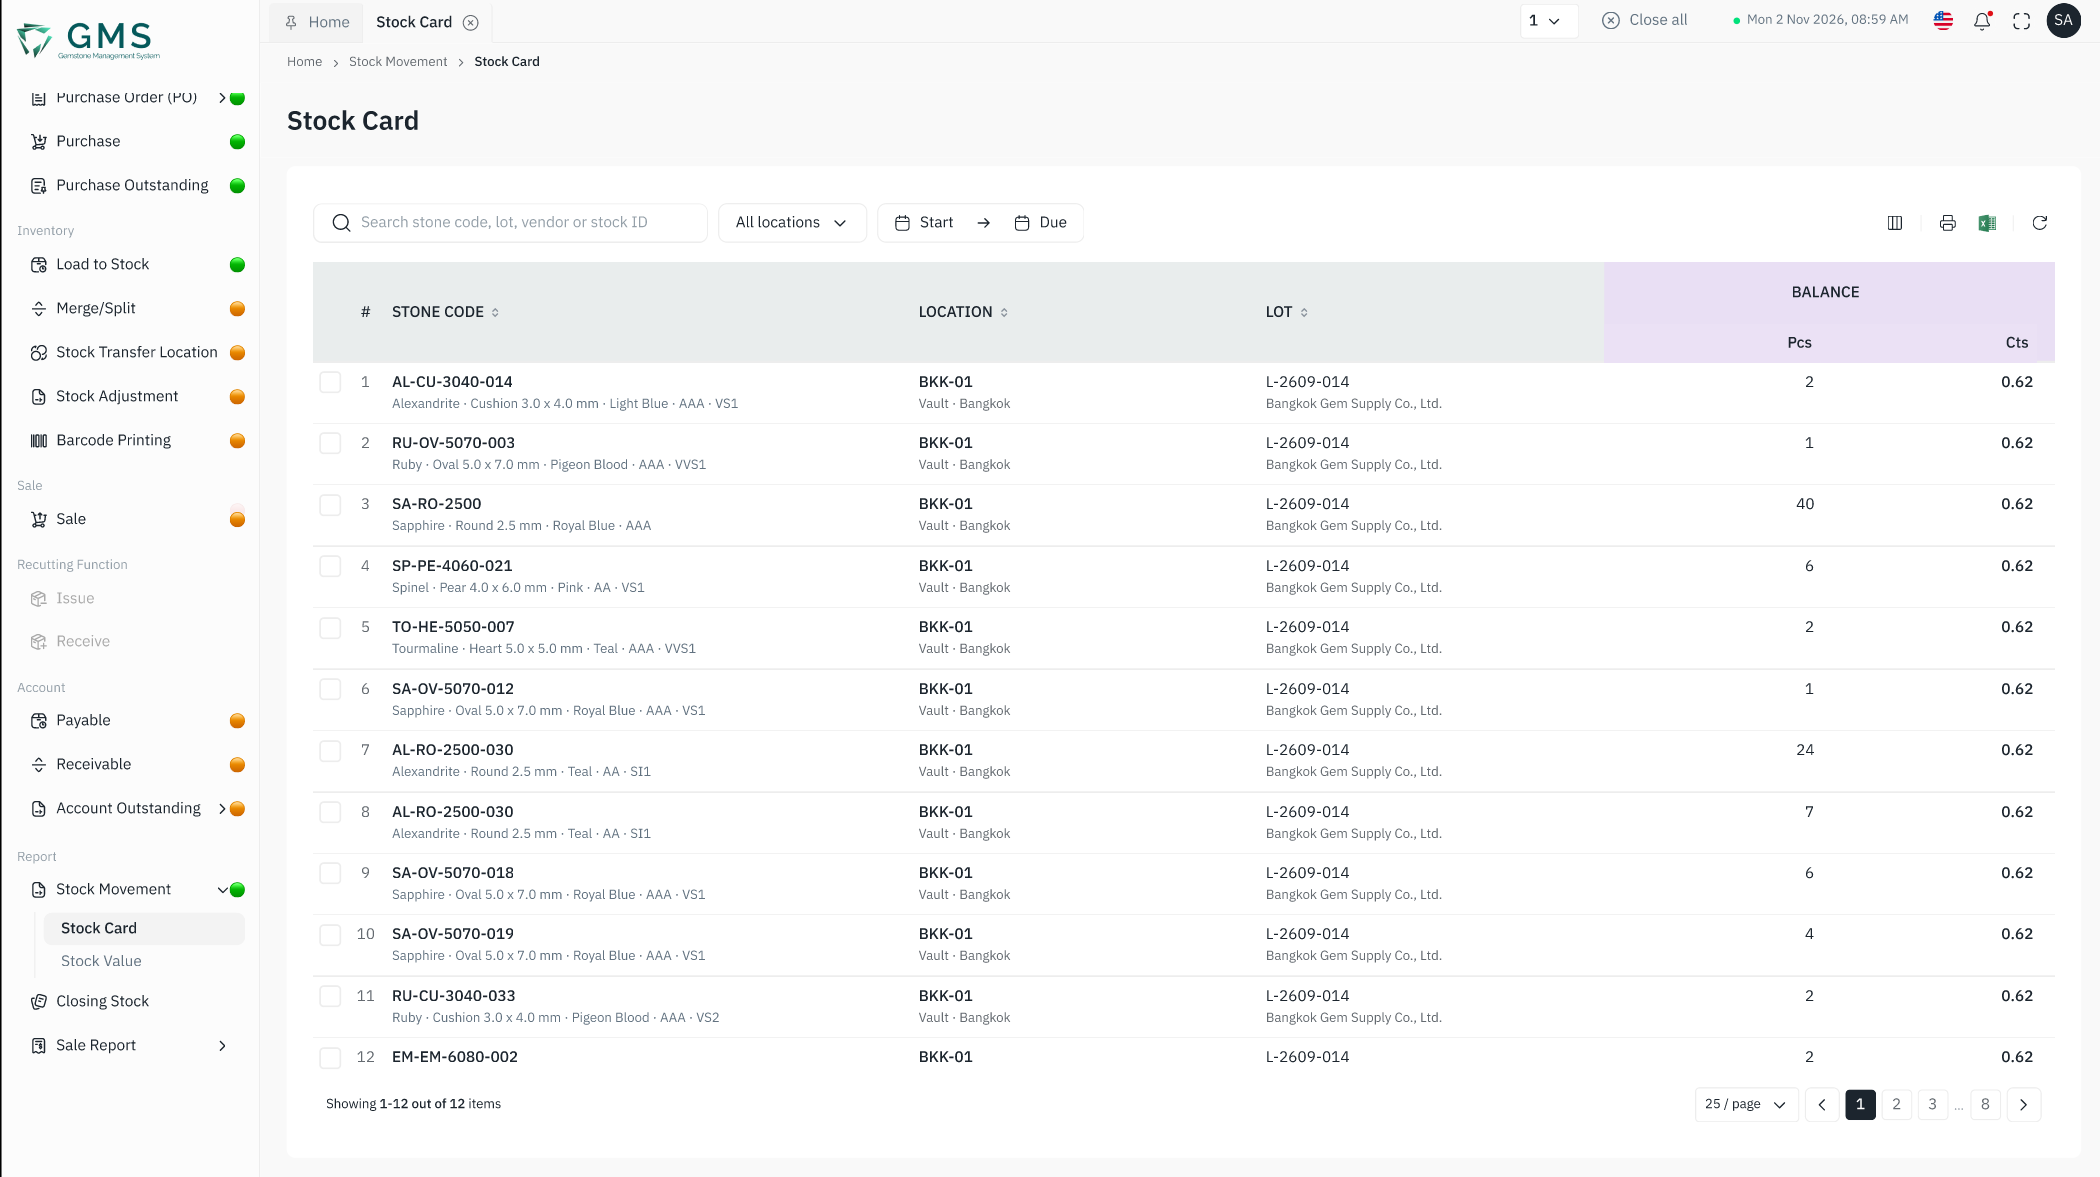 GMS
Gemstone Management System
Home
Stock Card
1
Close all
Mon 2 Nov 2026, 08:59 AM
SA
Home > Stock Movement > Stock Card
Purchase Order (PO)
Purchase
Purchase Outstanding
Inventory
Load to Stock
Merge/Split
Stock Transfer Location
Stock Adjustment
Barcode Printing
Sale
Sale
Recutting Function
Issue
Receive
Account
Payable
Receivable
Account Outstanding
Report
Stock Movement
Stock Card
Stock Value
Closing Stock
Sale Report
Stock Card
Search stone code, lot, vendor or stock ID
All locations
Start → Due
# STONE CODE LOCATION LOT BALANCE
Pcs Cts
1 AL-CU-3040-014 BKK-01 L-2609-014 2 0.62
Alexandrite · Cushion 3.0 x 4.0 mm · Light Blue · AAA · VS1 Vault · Bangkok Bangkok Gem Supply Co., Ltd.
2 RU-OV-5070-003 BKK-01 L-2609-014 1 0.62
Ruby · Oval 5.0 x 7.0 mm · Pigeon Blood · AAA · VVS1 Vault · Bangkok Bangkok Gem Supply Co., Ltd.
3 SA-RO-2500 BKK-01 L-2609-014 40 0.62
Sapphire · Round 2.5 mm · Royal Blue · AAA Vault · Bangkok Bangkok Gem Supply Co., Ltd.
4 SP-PE-4060-021 BKK-01 L-2609-014 6 0.62
Spinel · Pear 4.0 x 6.0 mm · Pink · AA · VS1 Vault · Bangkok Bangkok Gem Supply Co., Ltd.
5 TO-HE-5050-007 BKK-01 L-2609-014 2 0.62
Tourmaline · Heart 5.0 x 5.0 mm · Teal · AAA · VVS1 Vault · Bangkok Bangkok Gem Supply Co., Ltd.
6 SA-OV-5070-012 BKK-01 L-2609-014 1 0.62
Sapphire · Oval 5.0 x 7.0 mm · Royal Blue · AAA · VS1 Vault · Bangkok Bangkok Gem Supply Co., Ltd.
7 AL-RO-2500-030 BKK-01 L-2609-014 24 0.62
Alexandrite · Round 2.5 mm · Teal · AA · SI1 Vault · Bangkok Bangkok Gem Supply Co., Ltd.
8 AL-RO-2500-030 BKK-01 L-2609-014 7 0.62
Alexandrite · Round 2.5 mm · Teal · AA · SI1 Vault · Bangkok Bangkok Gem Supply Co., Ltd.
9 SA-OV-5070-018 BKK-01 L-2609-014 6 0.62
Sapphire · Oval 5.0 x 7.0 mm · Royal Blue · AAA · VS1 Vault · Bangkok Bangkok Gem Supply Co., Ltd.
10 SA-OV-5070-019 BKK-01 L-2609-014 4 0.62
Sapphire · Oval 5.0 x 7.0 mm · Royal Blue · AAA · VS1 Vault · Bangkok Bangkok Gem Supply Co., Ltd.
11 RU-CU-3040-033 BKK-01 L-2609-014 2 0.62
Ruby · Cushion 3.0 x 4.0 mm · Pigeon Blood · AAA · VS2 Vault · Bangkok Bangkok Gem Supply Co., Ltd.
12 EM-EM-6080-002 BKK-01 L-2609-014 2 0.62
Showing 1-12 out of 12 items
25 / page < 1 2 3 ... 8 >